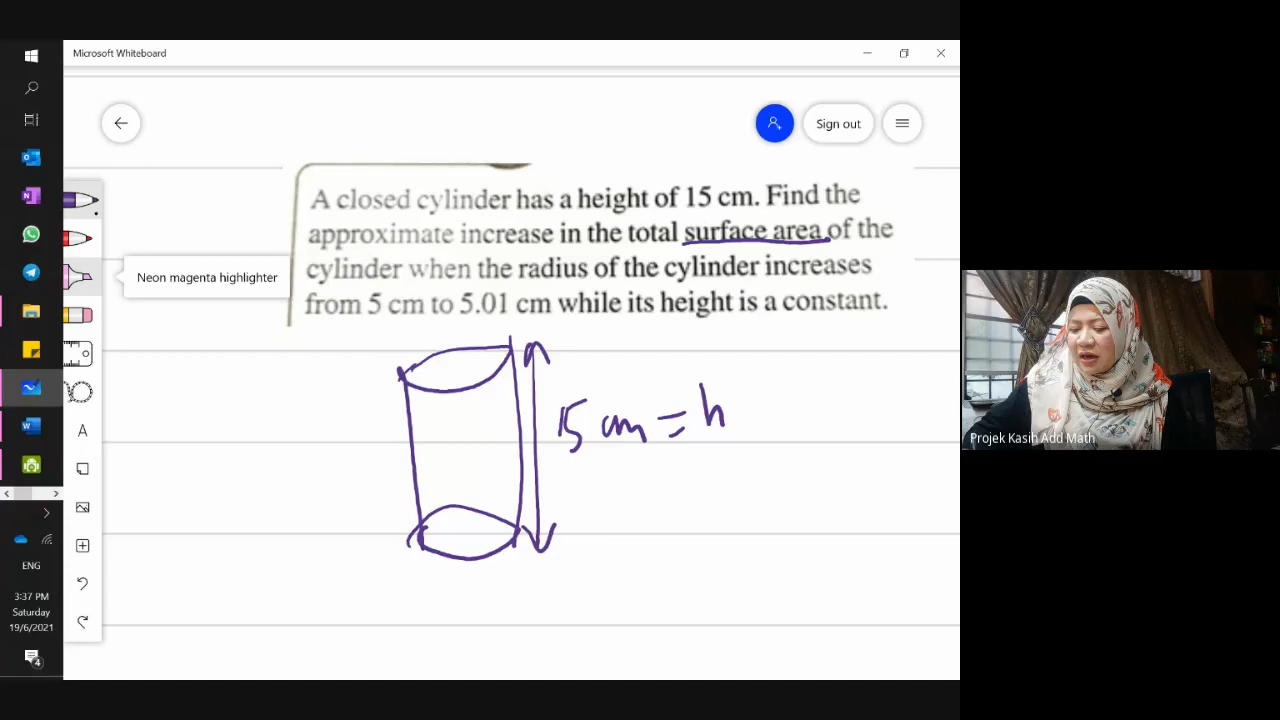 Microsoft Whiteboard
Sign out
A closed cylinder has a height of 15 cm. Find the
approximate increase in the total surface area of the
cylinder when the radius of the cylinder increases
from 5 cm to 5.01 cm while its height is a constant.
Neon magenta highlighter
15 cm = h
Projek Kasih Add Math
A
ENG
3:37 PM
Saturday
19/6/2021
4